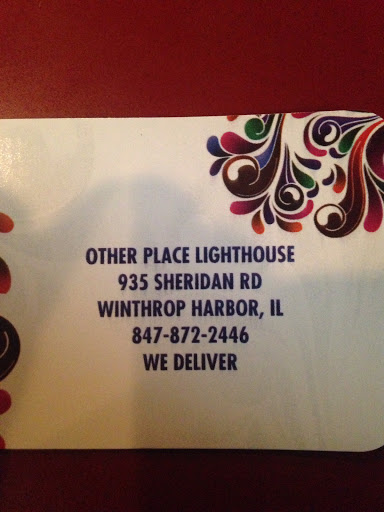 OTHER PLACE LIGHTHOUSE
935 SHERIDAN RD
WINTHROP HARBOR, IL
847-872-2446
WE DELIVER